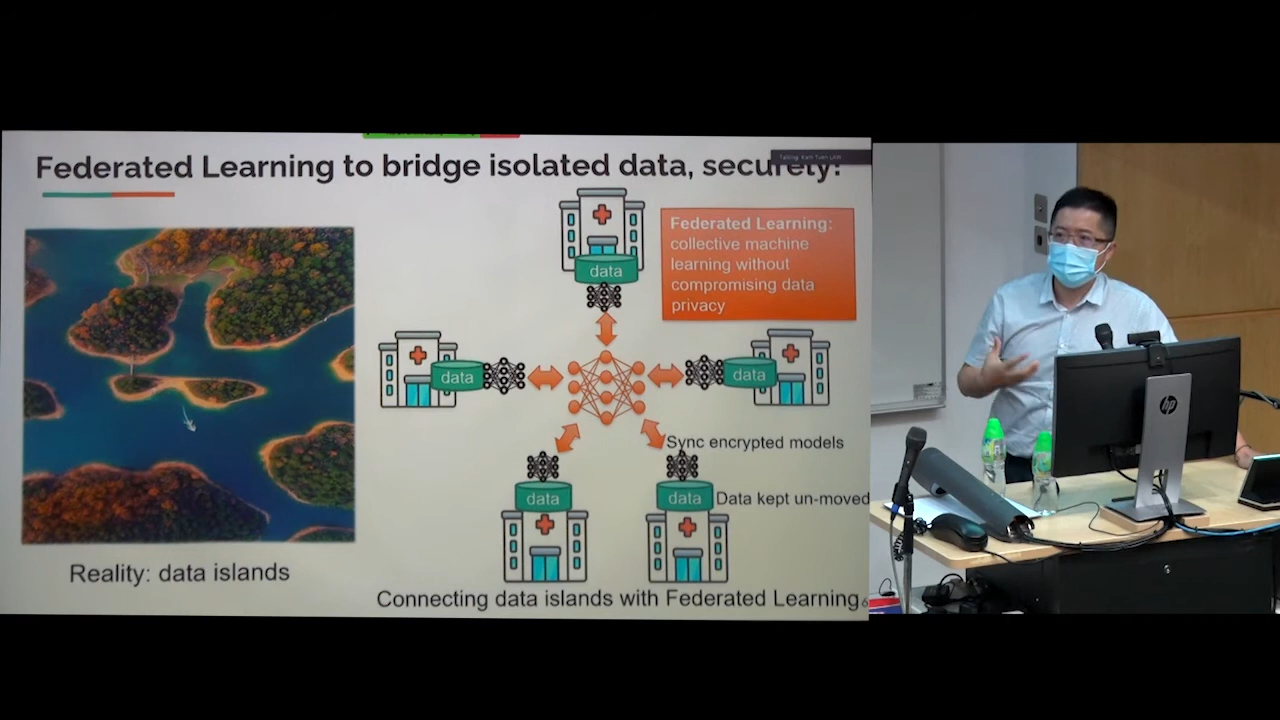 Federated Learning to bridge isolated data, securely!
Federated Learning:
collective machine
learning without
compromising data
privacy
data
data
data
Sync encrypted models
data
data
Data kept un-moved
Reality: data islands
Connecting data islands with Federated Learning
6
hp